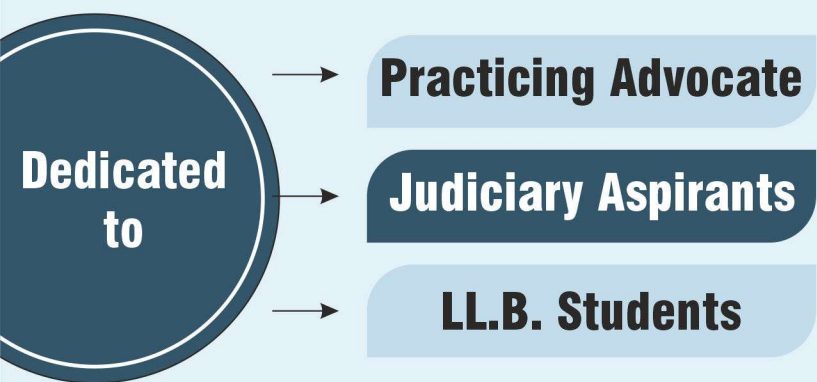 Dedicated
to
Practicing Advocate
Judiciary Aspirants
LL.B. Students